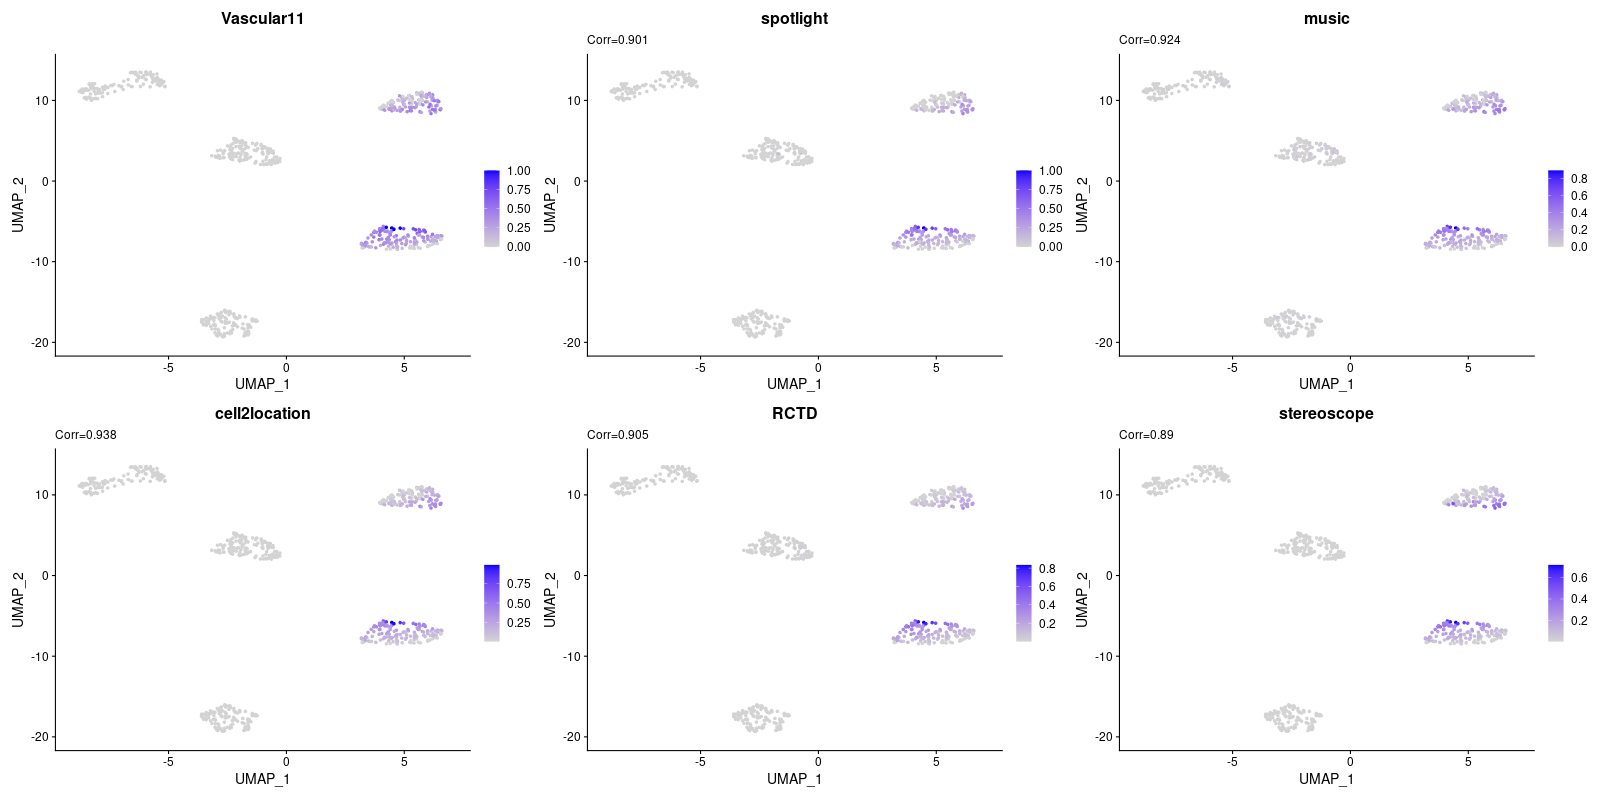 Vascular11
UMAP_2
10
0
-10
-20
-5
0
5
UMAP_1
1.00
0.75
0.50
0.25
0.00
spotlight
Corr=0.901
UMAP_2
10
0
-10
-20
-5
0
5
UMAP_1
1.00
0.75
0.50
0.25
0.00
music
Corr=0.924
UMAP_2
10
0
-10
-20
-5
0
5
UMAP_1
0.8
0.6
0.4
0.2
0.0
cell2location
Corr=0.938
UMAP_2
10
0
-10
-20
-5
0
5
UMAP_1
0.75
0.50
0.25
RCTD
Corr=0.905
UMAP_2
10
0
-10
-20
-5
0
5
UMAP_1
0.8
0.6
0.4
0.2
stereoscope
Corr=0.89
UMAP_2
10
0
-10
-20
-5
0
5
UMAP_1
0.6
0.4
0.2